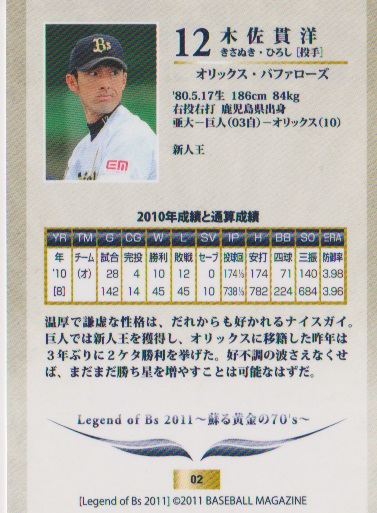 Bs
12 木佐貫洋
きさぬき・ひろし [投手]
オリックス・バファローズ
'80.5.17生 186cm 84kg
右投右打 鹿児島県出身
亜大－巨人(03自)－オリックス(10)
新人王
EM
2010年成績と通算成績
YR TM G CG W L SV IP H BB SO ERA
年 チーム 試合 完投 勝利 敗戦 セーブ 投球回 安打 四球 三振 防御率
'10 (オ) 28 4 10 12 0 174⅓ 174 71 140 3.98
[8] 142 14 45 45 10 738⅓ 782 224 684 3.96
温厚で謙虚な性格は、だれからも好かれるナイスガイ。
巨人では新人王を獲得し、オリックスに移籍した昨年は
３年ぶりに２ケタ勝利を挙げた。好不調の波さえなくせ
ば、まだまだ勝ち星を増やすことは可能なはずだ。
Legend of Bs 2011～蘇る黄金の70's～
02
[Legend of Bs 2011] ©2011 BASEBALL MAGAZINE